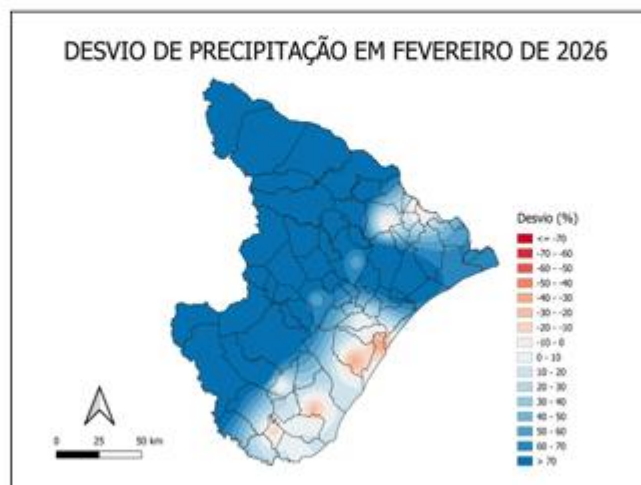 DESVIO DE PRECIPITAÇÃO EM FEVEREIRO DE 2026
Desvio (%)
<= -70
-70 - -60
-60 - -50
-50 - -40
-40 - -30
-30 - -20
-20 - -10
-10 - 0
0 - 10
10 - 20
20 - 30
30 - 40
40 - 50
50 - 60
60 - 70
> 70
0 25 50 km